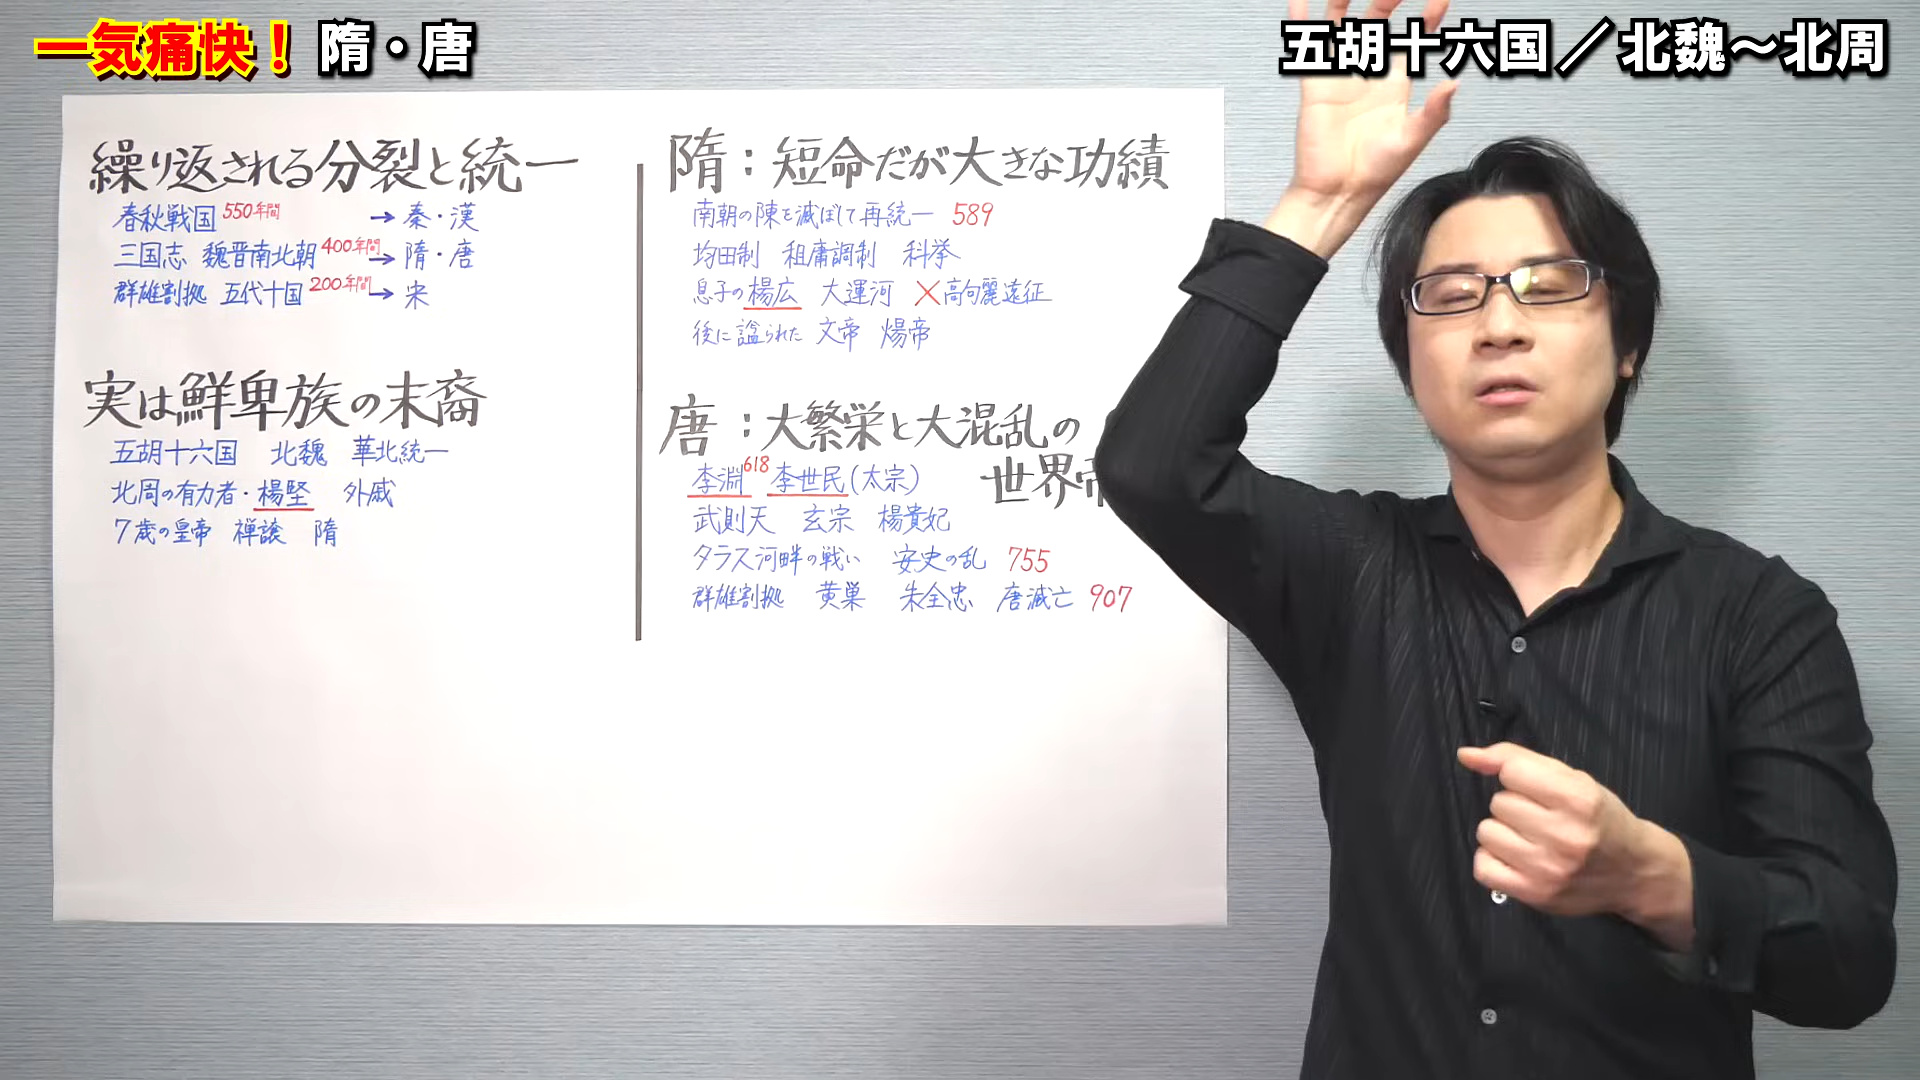 一気痛快！ 隋・唐
五胡十六国／北魏～北周
繰り返される分裂と統一
春秋戦国 550年間 → 秦・漢
三国志 魏晋南北朝 400年間 → 隋・唐
群雄割拠 五代十国 200年間 → 宋
実は鮮卑族の末裔
五胡十六国 北魏 華北統一
北周の有力者・楊堅 外戚
7歳の皇帝 禅譲 隋
隋：短命だが大きな功績
南朝の陳を滅ぼして再統一 589
均田制 租庸調制 科挙
息子の楊広 大運河 ×高句麗遠征
後に諡られた 文帝 煬帝
唐：大繁栄と大混乱の
世界帝
李淵 618 李世民(太宗)
武則天 玄宗 楊貴妃
タラス河畔の戦い 安史の乱 755
群雄割拠 黄巣 朱全忠 唐滅亡 907